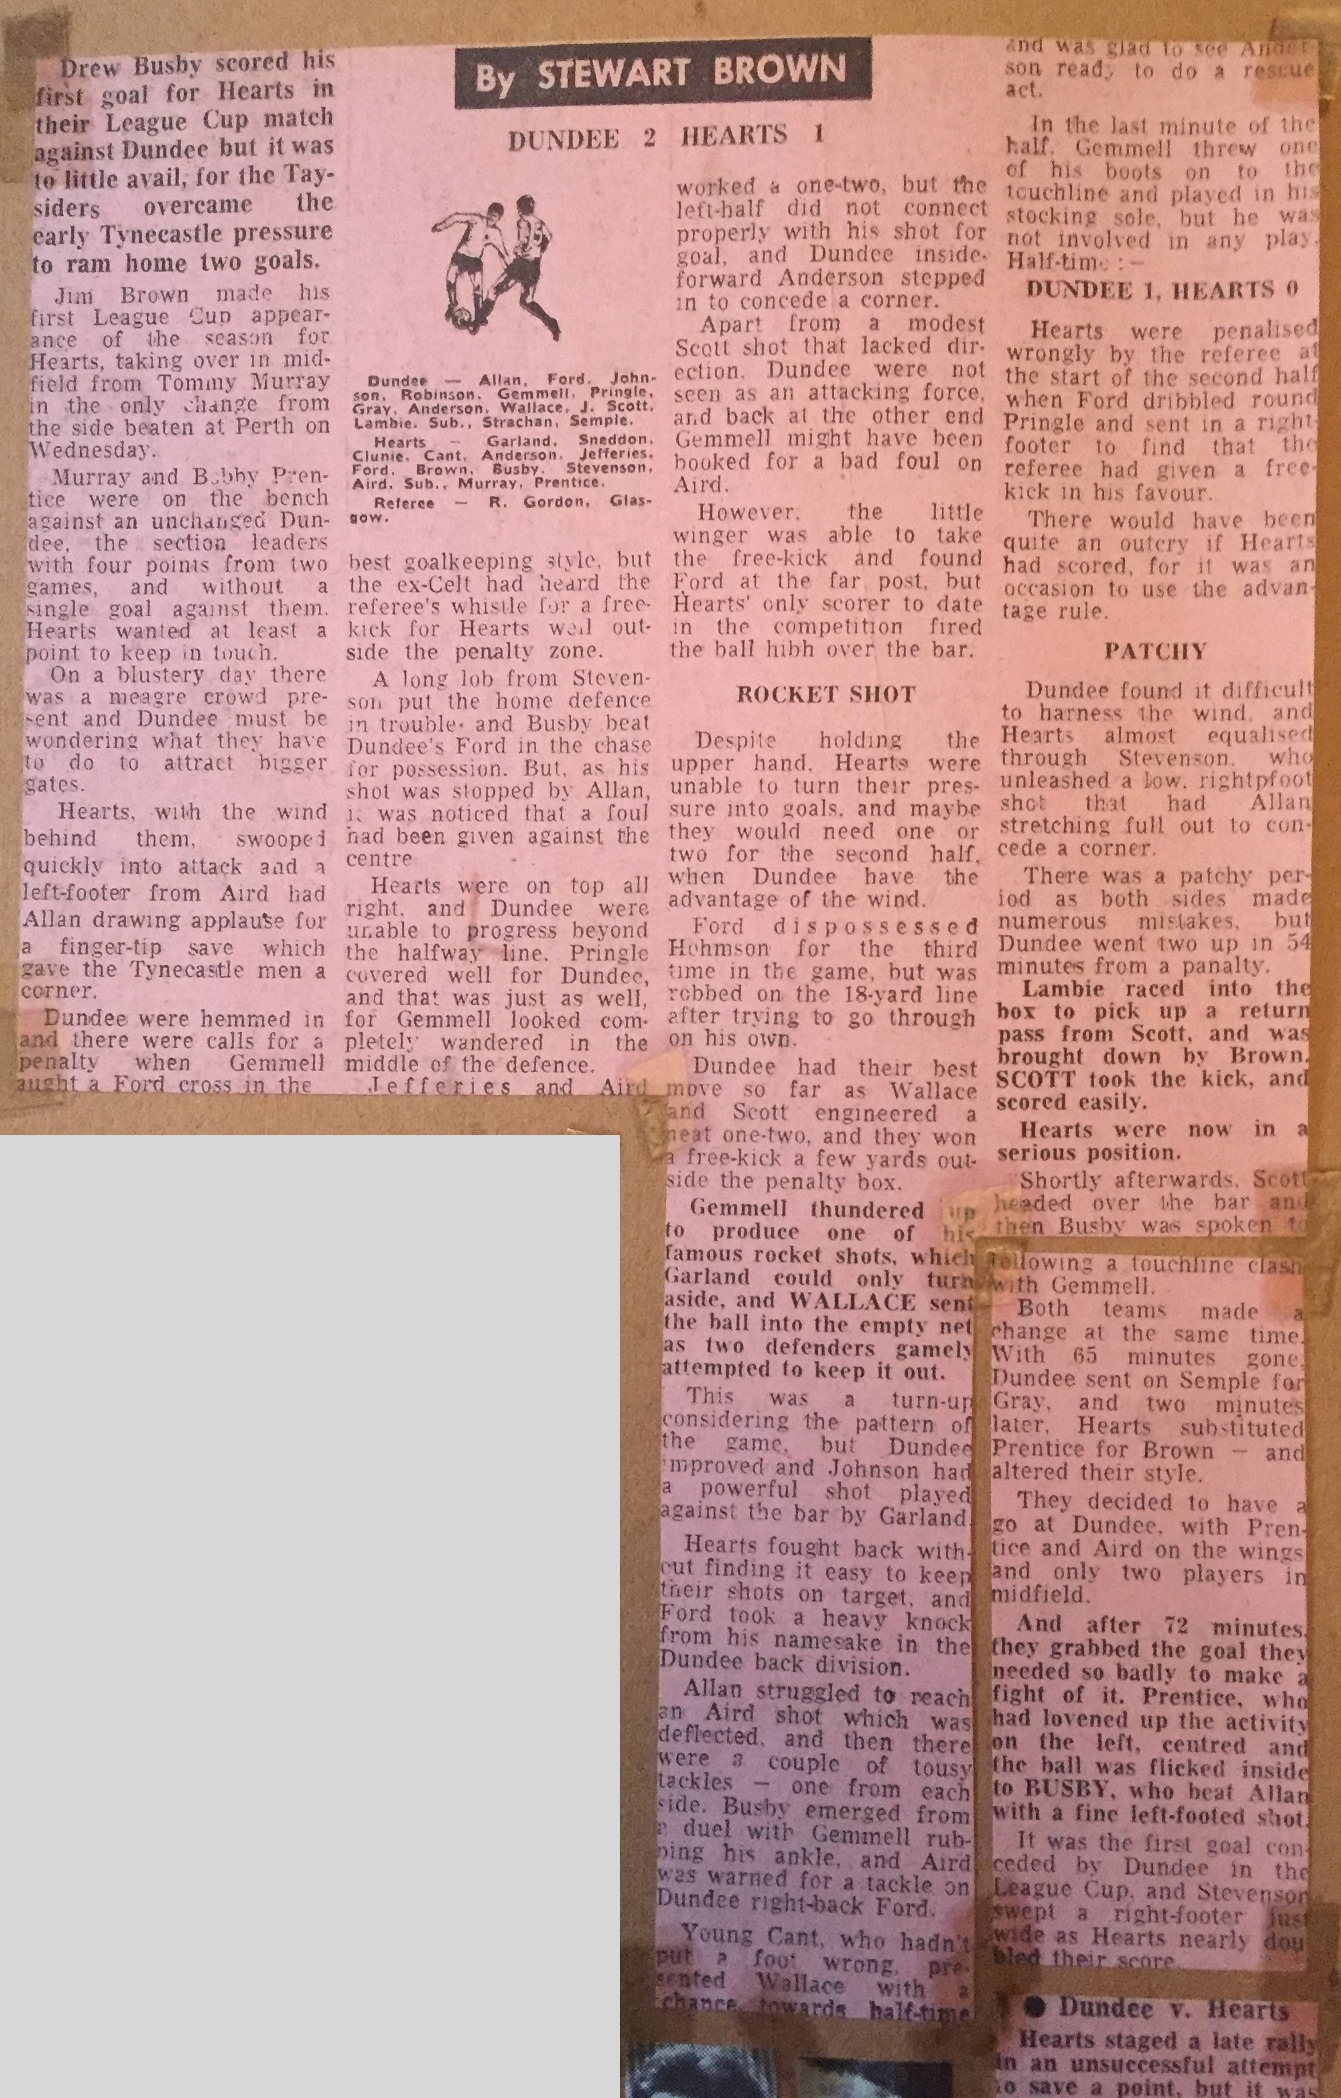 Drew Busby scored his
first goal for Hearts in
their League Cup match
against Dundee but it was
to little avail, for the Tay-
siders overcame the
early Tynecastle pressure
to ram home two goals.
Jim Brown made his
first League Cup appear-
ance of the season for
Hearts, taking over in mid-
field from Tommy Murray
in the only change from
the side beaten at Perth on
Wednesday.
Murray and Bobby Pren-
tice were on the bench
against an unchanged Dun-
dee, the section leaders
with four points from two
games, and without a
single goal against them.
Hearts wanted at least a
point to keep in touch.
On a blustery day there
was a meagre crowd pre-
sent and Dundee must be
wondering what they have
to do to attract bigger
gates.
Hearts, with the wind
behind them, swooped
quickly into attack and a
left-footer from Aird had
Allan drawing applause for
a finger-tip save which
gave the Tynecastle men a
corner.
Dundee were hemmed in
and there were calls for a
penalty when Gemmell
aught a Ford cross in the
By STEWART BROWN
DUNDEE 2 HEARTS 1
Dundee — Allan, Ford, John-
son, Robinson, Gemmell, Pringle,
Gray, Anderson, Wallace, J. Scott,
Lambie. Sub., Strachan, Semple.
Hearts — Garland, Sneddon,
Clunie, Cant, Anderson, Jefferies,
Ford, Brown, Busby, Stevenson,
Aird. Sub., Murray, Prentice.
Referee — R. Gordon, Glas-
gow.
best goalkeeping style, but
the ex-Celt had heard the
referee's whistle for a free-
kick for Hearts well out-
side the penalty zone.
A long lob from Steven-
son put the home defence
in trouble and Busby beat
Dundee's Ford in the chase
for possession. But, as his
shot was stopped by Allan,
it was noticed that a foul
had been given against the
centre
Hearts were on top all
right, and Dundee were
unable to progress beyond
the halfway line. Pringle
covered well for Dundee,
and that was just as well,
for Gemmell looked com-
pletely wandered in the
middle of the defence.
Jefferies and Aird
worked a one-two, but the
left-half did not connect
properly with his shot for
goal, and Dundee inside-
forward Anderson stepped
in to concede a corner.
Apart from a modest
Scott shot that lacked dir-
ection, Dundee were not
seen as an attacking force,
and back at the other end
Gemmell might have been
booked for a bad foul on
Aird.
However, the little
winger was able to take
the free-kick and found
Ford at the far post, but
Hearts' only scorer to date
in the competition fired
the ball hibh over the bar.
ROCKET SHOT
Despite holding the
upper hand, Hearts were
unable to turn their pres-
sure into goals, and maybe
they would need one or
two for the second half,
when Dundee have the
advantage of the wind.
Ford dispossessed
Hohmson for the third
time in the game, but was
robbed on the 18-yard line
after trying to go through
on his own.
Dundee had their best
move so far as Wallace
and Scott engineered a
neat one-two, and they won
a free-kick a few yards out-
side the penalty box.
Gemmell thundered up
to produce one of his
famous rocket shots, which
Garland could only turn
aside, and WALLACE sent
the ball into the empty net
as two defenders gamely
attempted to keep it out.
This was a turn-up
considering the pattern of
the game, but Dundee
improved and Johnson had
a powerful shot played
against the bar by Garland
Hearts fought back with-
out finding it easy to keep
their shots on target, and
Ford took a heavy knock
from his namesake in the
Dundee back division.
Allan struggled to reach
an Aird shot which was
deflected, and then there
were a couple of tousy
tackles — one from each
side. Busby emerged from
a duel with Gemmell rub-
bing his ankle, and Aird
was warned for a tackle on
Dundee right-back Ford.
Young Cant, who hadn't
put a foot wrong, pre-
sented Wallace with a
chance towards half-time
and was glad to see Ander-
son ready to do a rescue
act.
In the last minute of the
half, Gemmell threw one
of his boots on to the
touchline and played in his
stocking sole, but he was
not involved in any play.
Half-time :—
DUNDEE 1, HEARTS 0
Hearts were penalised
wrongly by the referee at
the start of the second half
when Ford dribbled round
Pringle and sent in a right
footer to find that the
referee had given a free-
kick in his favour.
There would have been
quite an outcry if Hearts
had scored, for it was an
occasion to use the advan-
tage rule.
PATCHY
Dundee found it difficult
to harness the wind, and
Hearts almost equalised
through Stevenson, who
unleashed a low, rightpfoot
shot that had Allan
stretching full out to con-
cede a corner.
There was a patchy per-
iod as both sides made
numerous mistakes, but
Dundee went two up in 54
minutes from a panalty.
Lambie raced into the
box to pick up a return
pass from Scott, and was
brought down by Brown.
SCOTT took the kick, and
scored easily.
Hearts were now in a
serious position.
Shortly afterwards, Scott
headed over the bar and
then Busby was spoken to
following a touchline clash
with Gemmell.
Both teams made a
change at the same time.
With 65 minutes gone,
Dundee sent on Semple for
Gray, and two minutes
later, Hearts substituted
Prentice for Brown — and
altered their style.
They decided to have a
go at Dundee, with Pren-
tice and Aird on the wings
and only two players in
midfield.
And after 72 minutes,
they grabbed the goal they
needed so badly to make a
fight of it. Prentice, who
had lovened up the activity
on the left, centred and
the ball was flicked inside
to BUSBY, who beat Allan
with a fine left-footed shot.
It was the first goal con-
ceded by Dundee in the
League Cup, and Stevenson
swept a right-footer just
wide as Hearts nearly dou
bled their score.
● Dundee v. Hearts
Hearts staged a late rally
in an unsuccessful attempt
to save a point, but it was